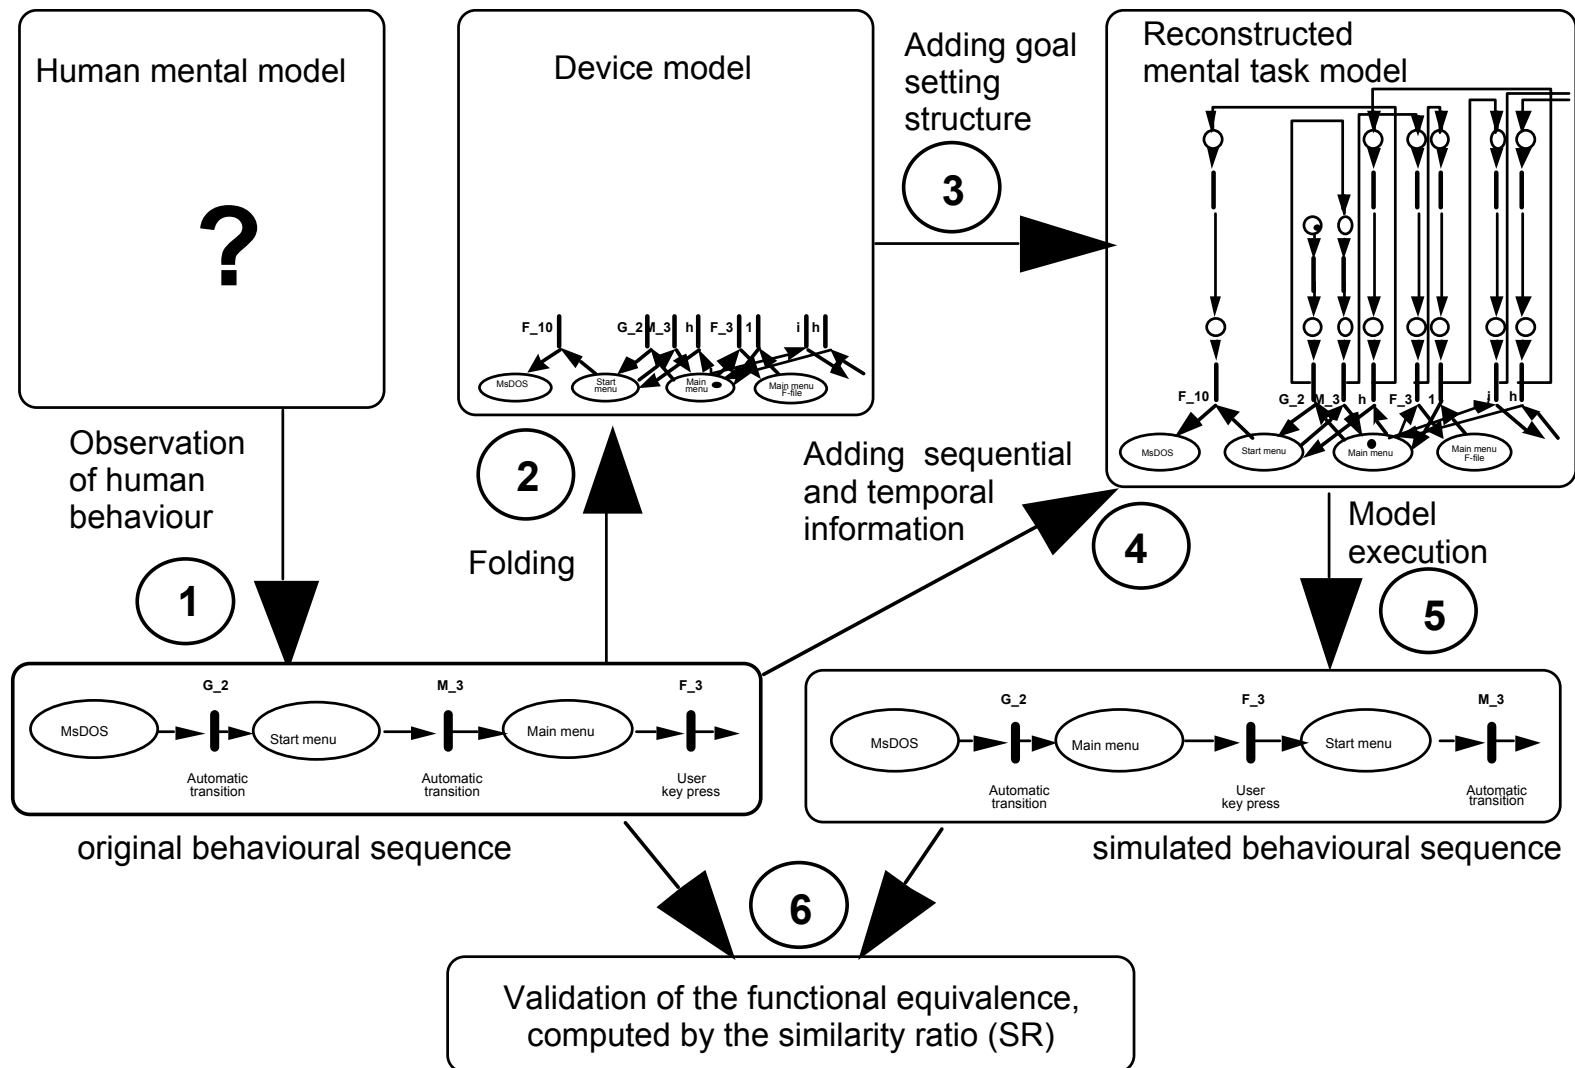 Human mental model
?
Device model
F_10 G_2 M_3 h F_3 1 i h
MsDOS
Start
menu
Main
menu
Main menu
F-file
Adding goal
setting
structure
3
Reconstructed
mental task model
F_10 G_2 M_3 h F_3 1 i h
MsDOS
Start menu
Main menu
Main menu
F-file
Observation
of human
behaviour
1
2
Folding
Adding sequential
and temporal
information
4
Model
execution
5
G_2 M_3 F_3
MsDOS
Start menu
Main menu
Automatic
transition
Automatic
transition
User
key press
original behavioural sequence
G_2 F_3 M_3
MsDOS
Main menu
Start menu
Automatic
transition
User
key press
Automatic
transition
simulated behavioural sequence
6
Validation of the functional equivalence,
computed by the similarity ratio (SR)